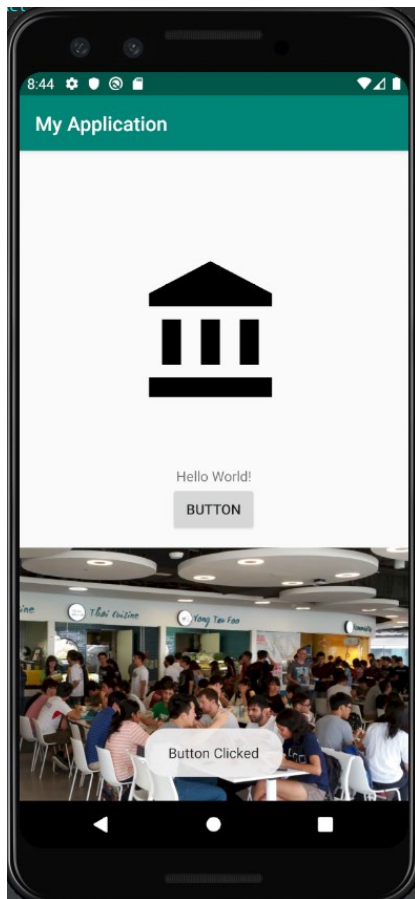 8:44
My Application
Hello World!
BUTTON
Thai Cuisine
Yong Tau Foo
Button Clicked